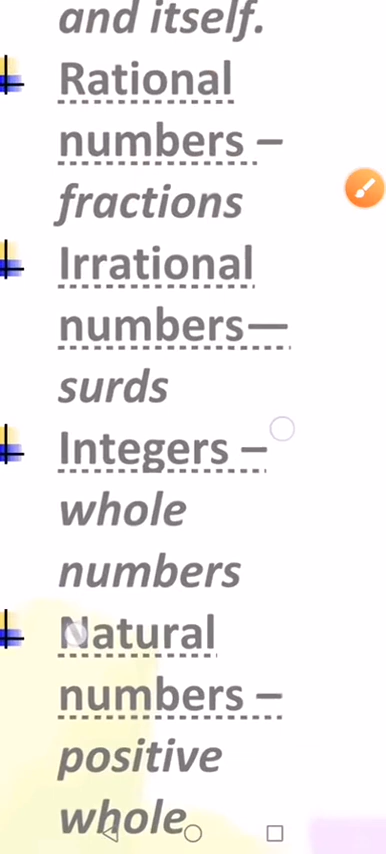 and itself.
Rational
numbers –
fractions
Irrational
numbers—
surds
Integers –
whole
numbers
Natural
numbers –
positive
whole